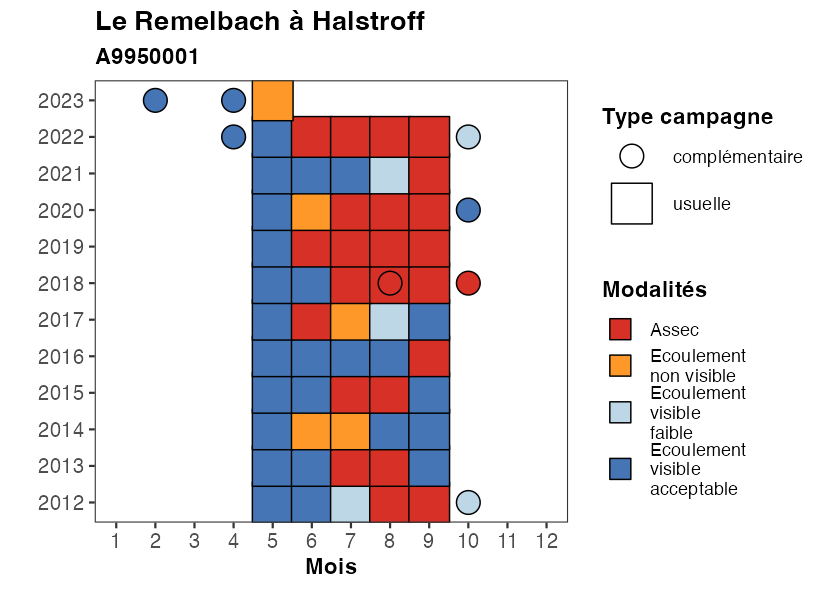 Le Remelbach à Halstroff
A9950001
2023
2022
2021
2020
2019
2018
2017
2016
2015
2014
2013
2012
1 2 3 4 5 6 7 8 9 10 11 12
Mois
Type campagne
complémentaire
usuelle
Modalités
Assec
Ecoulement
non visible
Ecoulement
visible
faible
Ecoulement
visible
acceptable